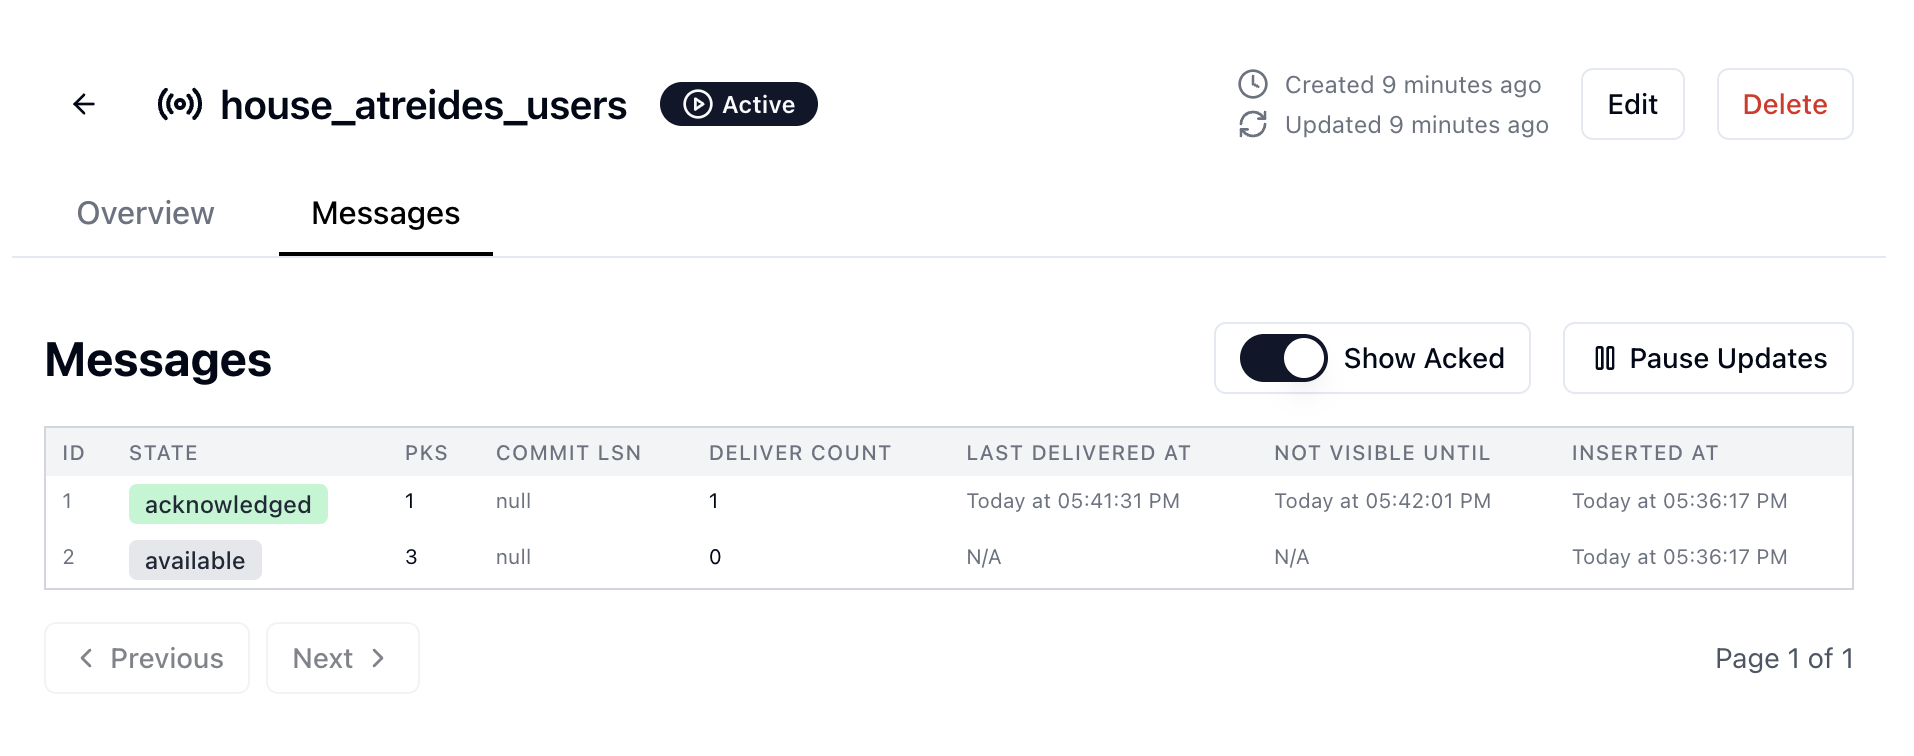 house_atreides_users Active Created 9 minutes ago Edit Delete
Updated 9 minutes ago
Overview Messages
Messages Show Acked Pause Updates
ID STATE PKS COMMIT LSN DELIVER COUNT LAST DELIVERED AT NOT VISIBLE UNTIL INSERTED AT
1 acknowledged 1 null 1 Today at 05:41:31 PM Today at 05:42:01 PM Today at 05:36:17 PM
2 available 3 null 0 N/A N/A Today at 05:36:17 PM
Previous Next Page 1 of 1